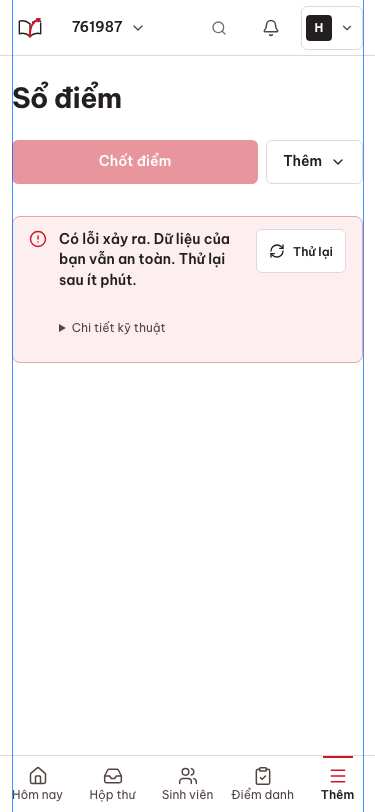 761987
H
Sổ điểm
Chốt điểm
Thêm
Có lỗi xảy ra. Dữ liệu của
bạn vẫn an toàn. Thử lại
sau ít phút.
Thử lại
Chi tiết kỹ thuật
Hôm nay
Hộp thư
Sinh viên
Điểm danh
Thêm